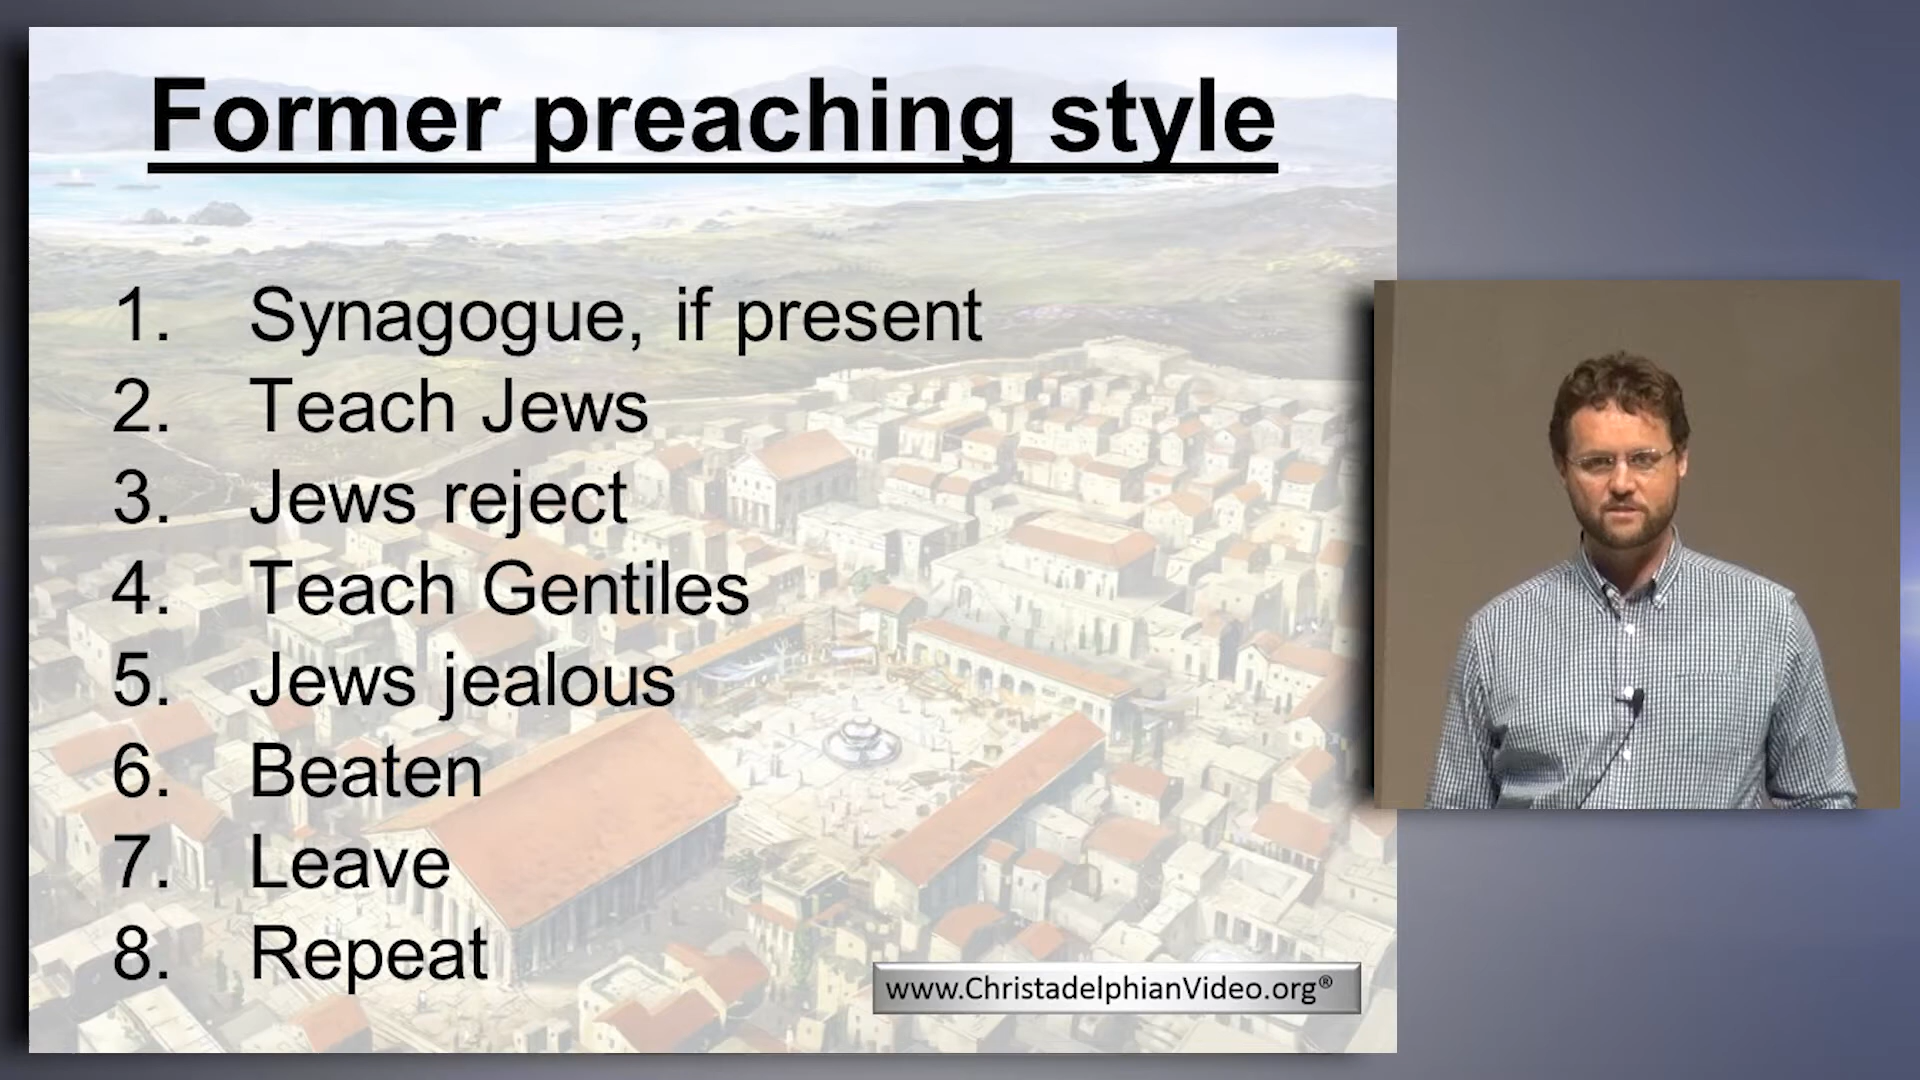 Former preaching style
1. Synagogue, if present
2. Teach Jews
3. Jews reject
4. Teach Gentiles
5. Jews jealous
6. Beaten
7. Leave
8. Repeat
www.ChristadelphianVideo.org®